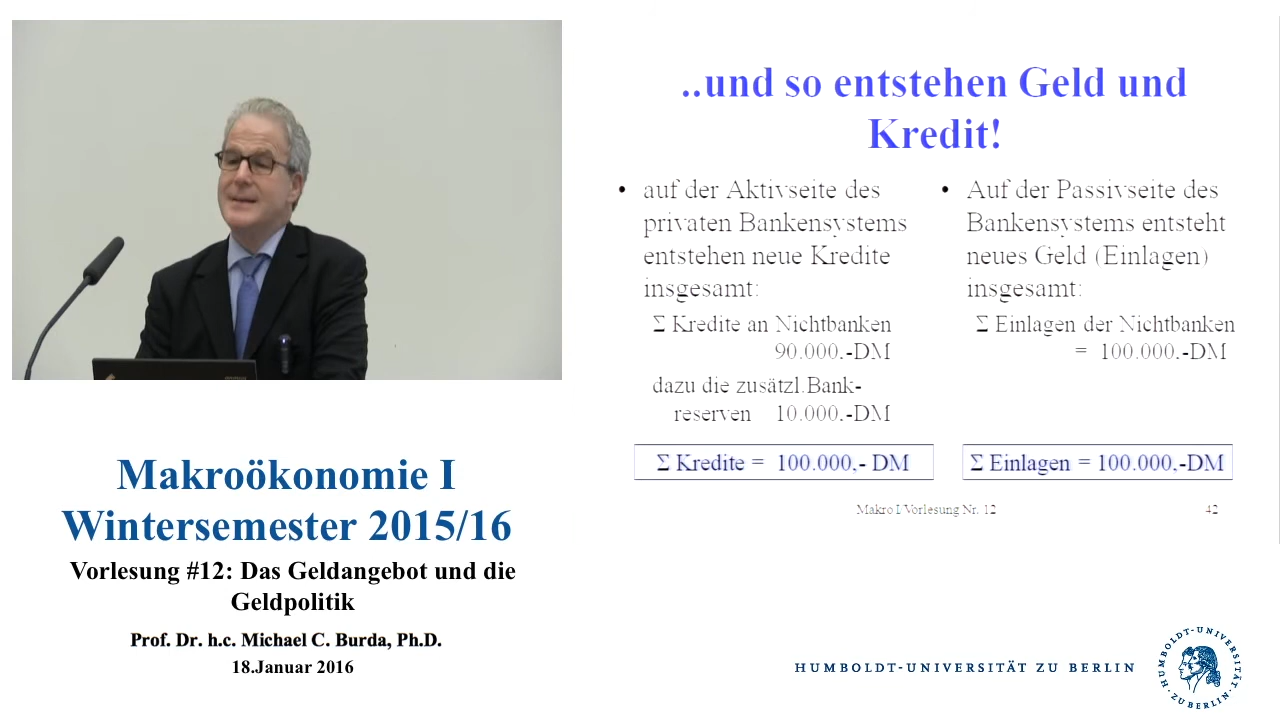 ..und so entstehen Geld und
Kredit!
• auf der Aktivseite des
privaten Bankensystems
entstehen neue Kredite
insgesamt:
Σ Kredite an Nichtbanken
90.000,-DM
dazu die zusätzl.Bank-
reserven 10.000,-DM
Σ Kredite = 100.000,- DM
• Auf der Passivseite des
Bankensystems entsteht
neues Geld (Einlagen)
insgesamt:
Σ Einlagen der Nichtbanken
= 100.000,-DM
Σ Einlagen = 100.000,-DM
Makro I Vorlesung Nr. 12
42
Makroökonomie I
Wintersemester 2015/16
Vorlesung #12: Das Geldangebot und die
Geldpolitik
Prof. Dr. h.c. Michael C. Burda, Ph.D.
18.Januar 2016
HUMBOLDT-UNIVERSITÄT ZU BERLIN
HUMBOLDT-UNIVERSITÄT
ZU BERLIN